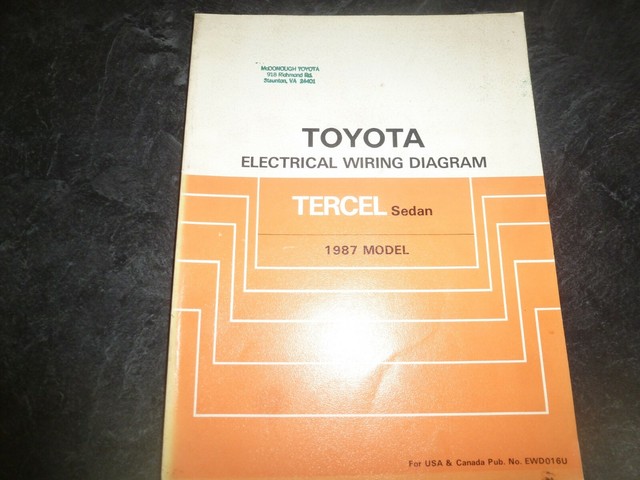 McDONOUGH TOYOTA
918 Richmond Rd.
Staunton, VA 24401
TOYOTA
ELECTRICAL WIRING DIAGRAM
TERCEL Sedan
1987 MODEL
For USA & Canada Pub. No. EWD016U